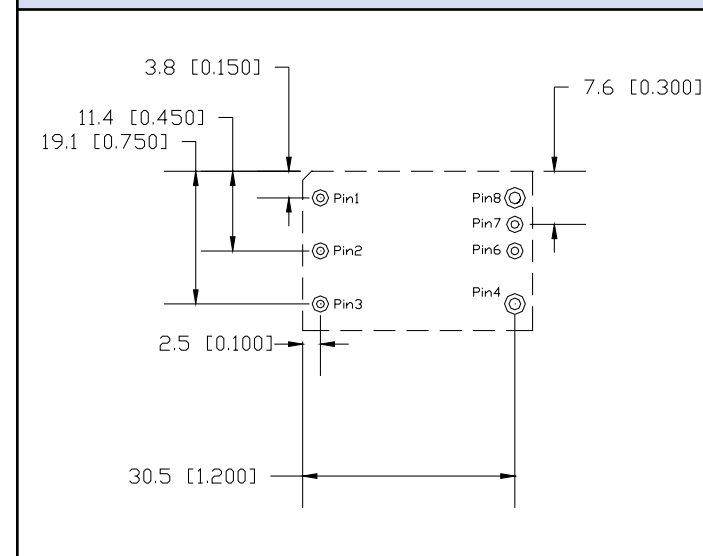 3.8 [0.150]
7.6 [0.300]
11.4 [0.450]
19.1 [0.750]
Pin1
Pin8
Pin7
Pin2
Pin6
Pin4
Pin3
2.5 [0.100]
30.5 [1.200]